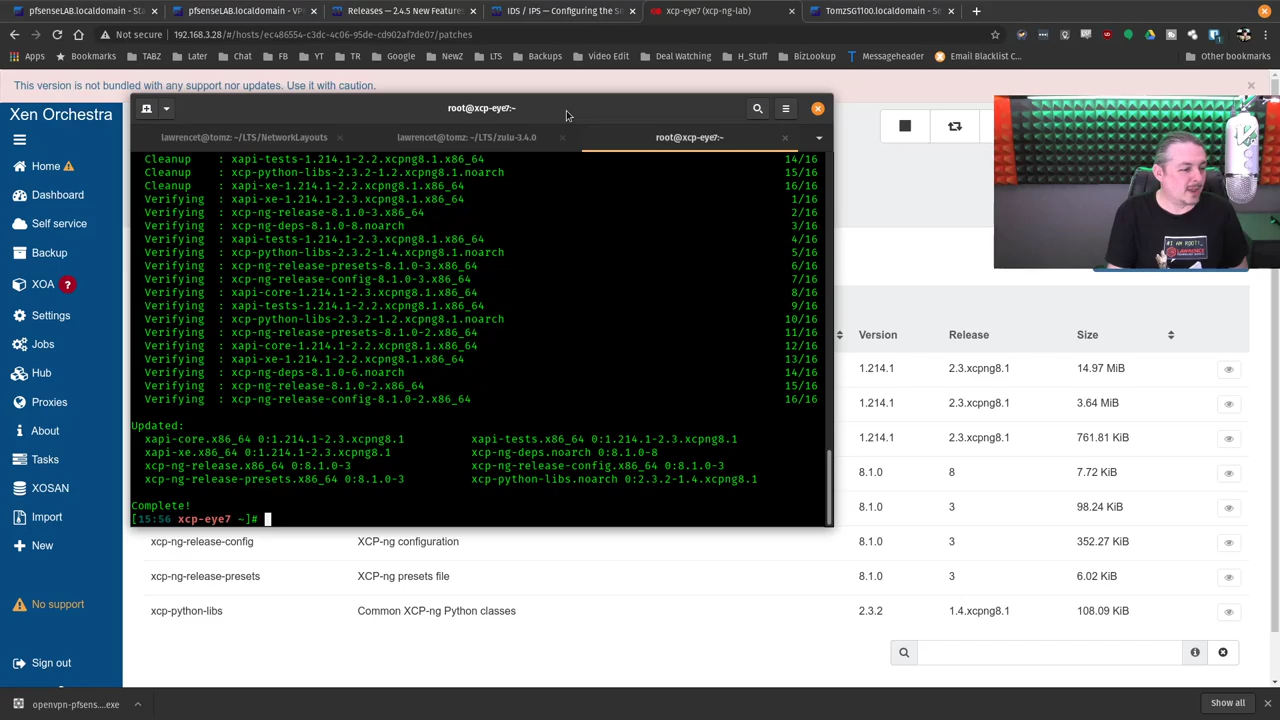 pfsenseLAB.localdomain - Sta
pfsenseLAB.localdomain - VPN
Releases — 2.4.5 New Features
IDS / IPS — Configuring the Sn
xcp-eye7 (xcp-ng-lab)
Tom2SG1100.localdomain - Se
Not secure
192.168.3.28/#/hosts/ec486554-c3dc-4c06-95de-cd902af7de07/patches
Apps
Bookmarks
TABZ
Later
Chat
FB
YT
TR
Google
NewZ
LTS
Backups
Video Edit
Deal Watching
H_Stuff
BizLookup
Messageheader
Email Blacklist C...
Other bookmarks
This version is not bundled with any support nor updates. Use it with caution.
Xen Orchestra
Home
Dashboard
Self service
Backup
XOA
Settings
Jobs
Hub
Proxies
About
Tasks
XOSAN
Import
New
No support
Sign out
root@xcp-eye7:~
lawrencet@tomz: ~/LTS/NetworkLayouts
lawrencet@tomz: ~/LTS/zulu-3.4.0
root@xcp-eye7:~
Cleanup : xapi-tests-1.214.1-2.2.xcpng8.1.x86_64 14/16
Cleanup : xcp-python-libs-2.3.2-1.2.xcpng8.1.noarch 15/16
Cleanup : xapi-xe-1.214.1-2.2.xcpng8.1.x86_64 16/16
Verifying : xapi-xe-1.214.1-2.3.xcpng8.1.x86_64 1/16
Verifying : xcp-ng-release-8.1.0-3.x86_64 2/16
Verifying : xcp-ng-deps-8.1.0-8.noarch 3/16
Verifying : xapi-tests-1.214.1-2.3.xcpng8.1.x86_64 4/16
Verifying : xcp-python-libs-2.3.2-1.4.xcpng8.1.noarch 5/16
Verifying : xcp-ng-release-presets-8.1.0-3.x86_64 6/16
Verifying : xcp-ng-release-config-8.1.0-3.x86_64 7/16
Verifying : xapi-core-1.214.1-2.3.xcpng8.1.x86_64 8/16
Verifying : xapi-tests-1.214.1-2.2.xcpng8.1.x86_64 9/16
Verifying : xcp-python-libs-2.3.2-1.2.xcpng8.1.noarch 10/16
Verifying : xcp-ng-release-presets-8.1.0-2.x86_64 11/16
Verifying : xapi-core-1.214.1-2.2.xcpng8.1.x86_64 12/16
Verifying : xapi-xe-1.214.1-2.2.xcpng8.1.x86_64 13/16
Verifying : xcp-ng-deps-8.1.0-6.noarch 14/16
Verifying : xcp-ng-release-8.1.0-2.x86_64 15/16
Verifying : xcp-ng-release-config-8.1.0-2.x86_64 16/16
Updated:
xapi-core.x86_64 0:1.214.1-2.3.xcpng8.1 xapi-tests.x86_64 0:1.214.1-2.3.xcpng8.1
xapi-xe.x86_64 0:1.214.1-2.3.xcpng8.1 xcp-ng-deps.noarch 0:8.1.0-8
xcp-ng-release.x86_64 0:8.1.0-3 xcp-ng-release-config.x86_64 0:8.1.0-3
xcp-ng-release-presets.x86_64 0:8.1.0-3 xcp-python-libs.noarch 0:2.3.2-1.4.xcpng8.1
Complete!
[15:56 xcp-eye7 ~]#
#I AM ROOT!_
LAWRENCE
Version Release Size
1.214.1 2.3.xcpng8.1 14.97 MiB
1.214.1 2.3.xcpng8.1 3.64 MiB
1.214.1 2.3.xcpng8.1 761.81 KiB
8.1.0 8 7.72 KiB
8.1.0 3 98.24 KiB
xcp-ng-release-config XCP-ng configuration 8.1.0 3 352.27 KiB
xcp-ng-release-presets XCP-ng presets file 8.1.0 3 6.02 KiB
xcp-python-libs Common XCP-ng Python classes 2.3.2 1.4.xcpng8.1 108.09 KiB
openvpn-pfsens....exe
Show all